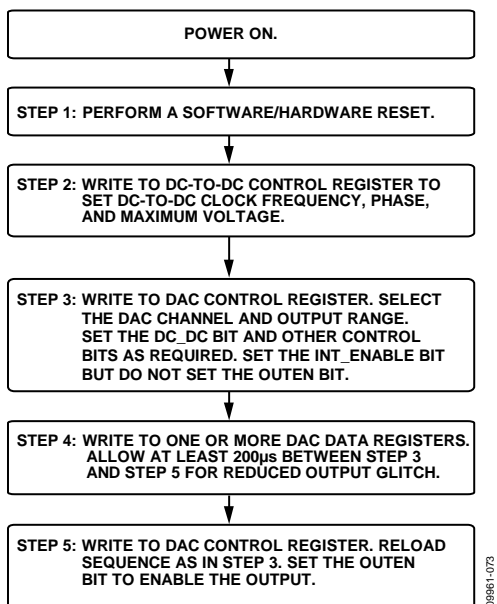 POWER ON.
STEP 1: PERFORM A SOFTWARE/HARDWARE RESET.
STEP 2: WRITE TO DC-TO-DC CONTROL REGISTER TO
SET DC-TO-DC CLOCK FREQUENCY, PHASE,
AND MAXIMUM VOLTAGE.
STEP 3: WRITE TO DAC CONTROL REGISTER. SELECT
THE DAC CHANNEL AND OUTPUT RANGE.
SET THE DC_DC BIT AND OTHER CONTROL
BITS AS REQUIRED. SET THE INT_ENABLE BIT
BUT DO NOT SET THE OUTEN BIT.
STEP 4: WRITE TO ONE OR MORE DAC DATA REGISTERS.
ALLOW AT LEAST 200µs BETWEEN STEP 3
AND STEP 5 FOR REDUCED OUTPUT GLITCH.
STEP 5: WRITE TO DAC CONTROL REGISTER. RELOAD
SEQUENCE AS IN STEP 3. SET THE OUTEN
BIT TO ENABLE THE OUTPUT.
09961-073